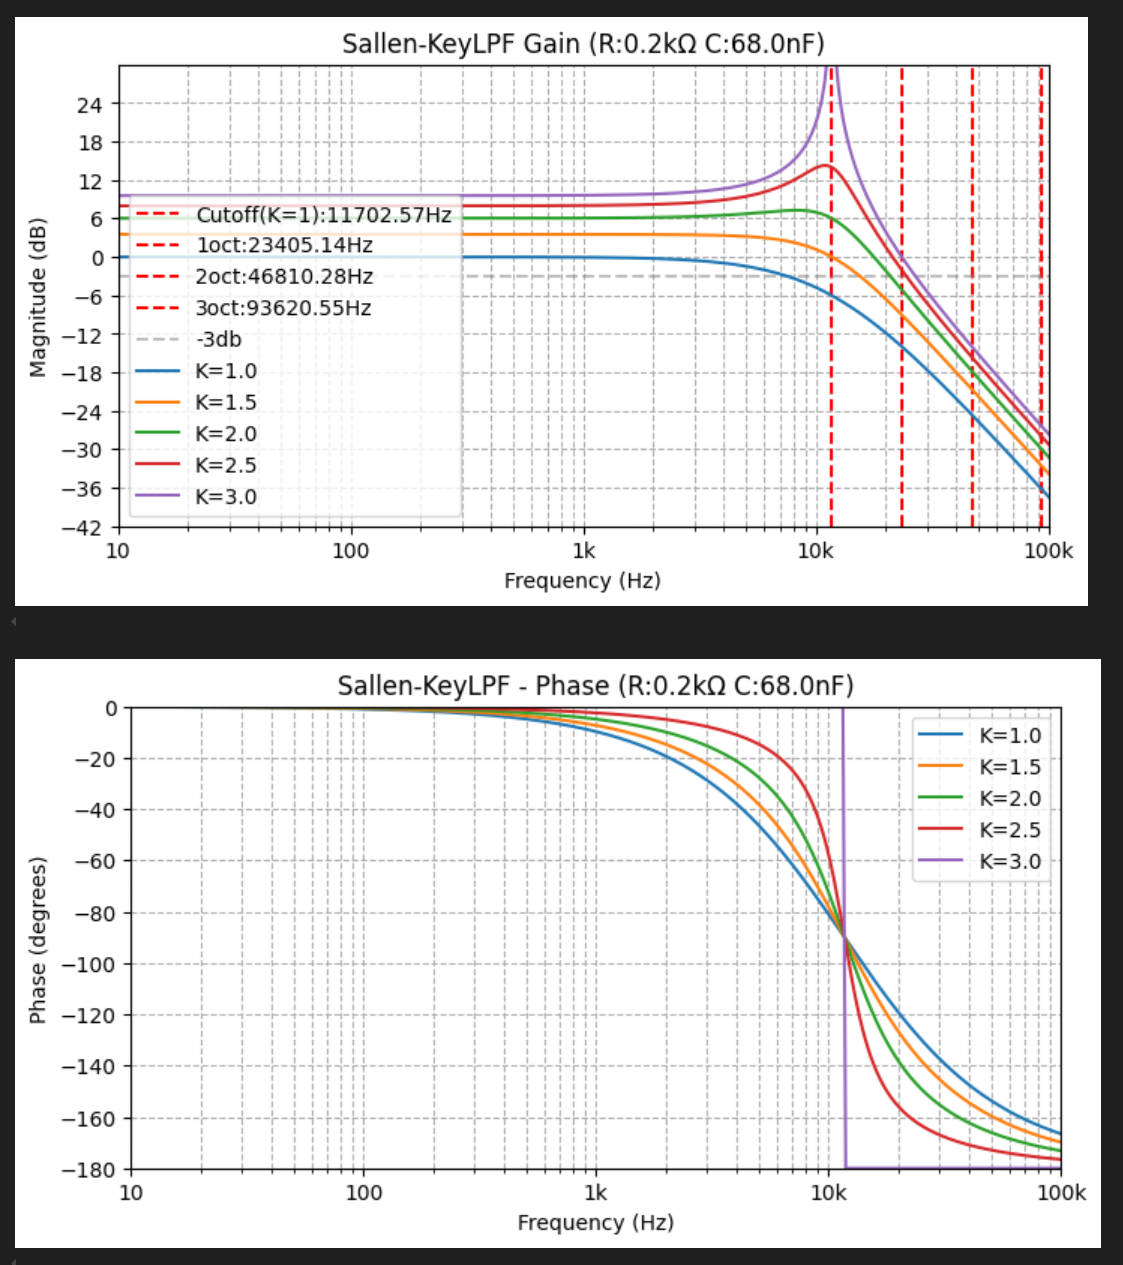 Sallen-KeyLPF Gain (R:0.2kΩ C:68.0nF)
24
18
12
6
0
−6
−12
−18
−24
−30
−36
−42
Magnitude (dB)
Cutoff(K=1):11702.57Hz
1oct:23405.14Hz
2oct:46810.28Hz
3oct:93620.55Hz
-3db
K=1.0
K=1.5
K=2.0
K=2.5
K=3.0
10 100 1k 10k 100k
Frequency (Hz)
Sallen-KeyLPF - Phase (R:0.2kΩ C:68.0nF)
0
−20
−40
−60
−80
−100
−120
−140
−160
−180
Phase (degrees)
K=1.0
K=1.5
K=2.0
K=2.5
K=3.0
10 100 1k 10k 100k
Frequency (Hz)